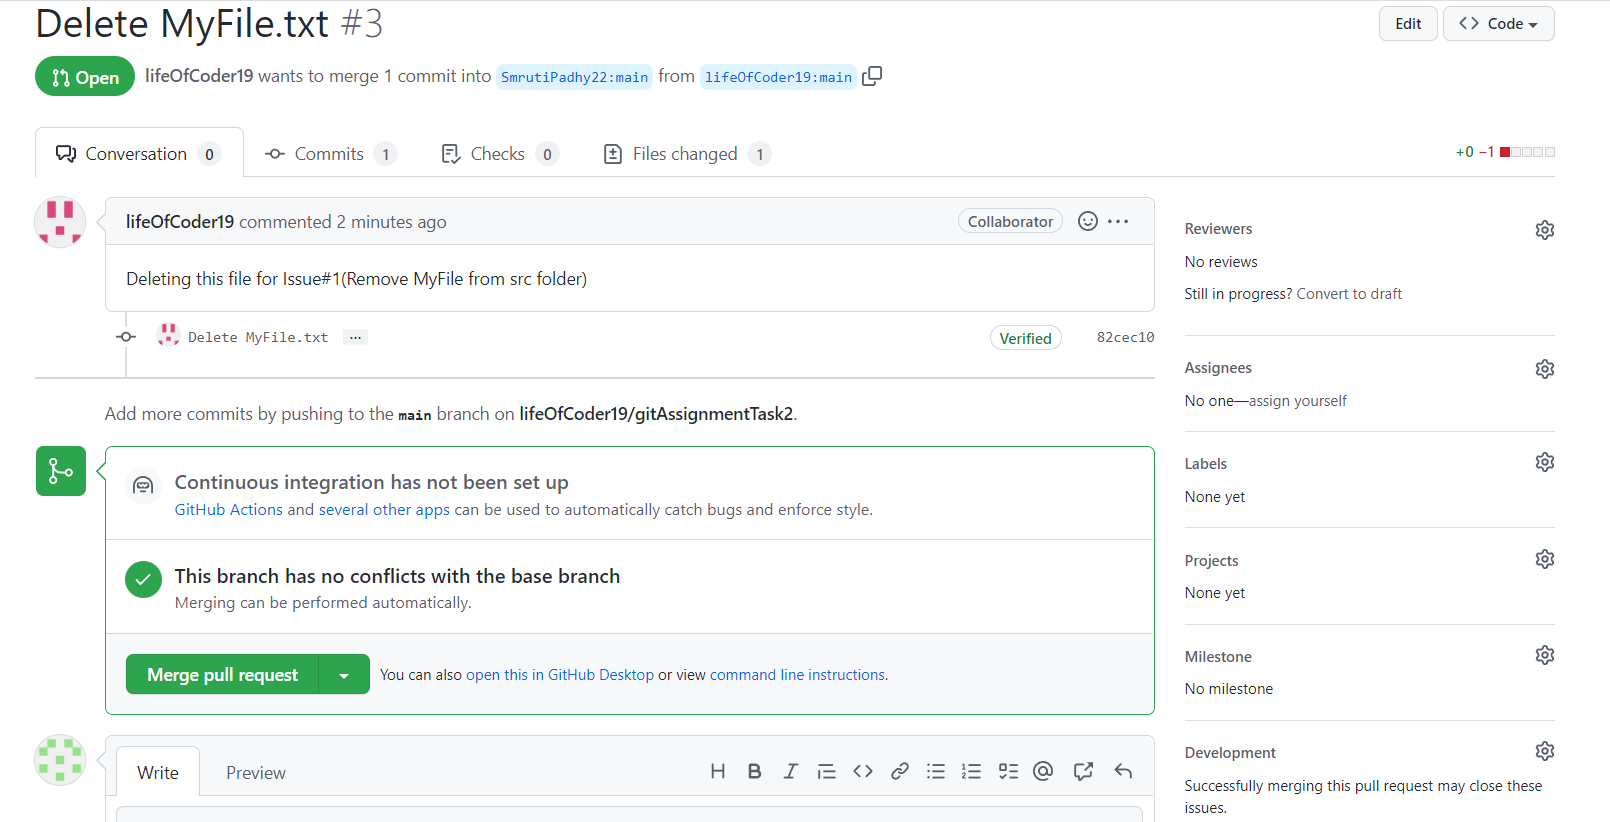 Delete MyFile.txt #3
Edit
Code
Open
lifeOfCoder19 wants to merge 1 commit into SmrutiPadhy22:main from lifeOfCoder19:main
Conversation 0
Commits 1
Checks 0
Files changed 1
+0 −1
lifeOfCoder19 commented 2 minutes ago
Collaborator
Deleting this file for Issue#1(Remove MyFile from src folder)
Delete MyFile.txt ...
Verified
82cec10
Add more commits by pushing to the main branch on lifeOfCoder19/gitAssignmentTask2.
Continuous integration has not been set up
GitHub Actions and several other apps can be used to automatically catch bugs and enforce style.
This branch has no conflicts with the base branch
Merging can be performed automatically.
Merge pull request
You can also open this in GitHub Desktop or view command line instructions.
Write
Preview
Reviewers
No reviews
Still in progress? Convert to draft
Assignees
No one—assign yourself
Labels
None yet
Projects
None yet
Milestone
No milestone
Development
Successfully merging this pull request may close these
issues.